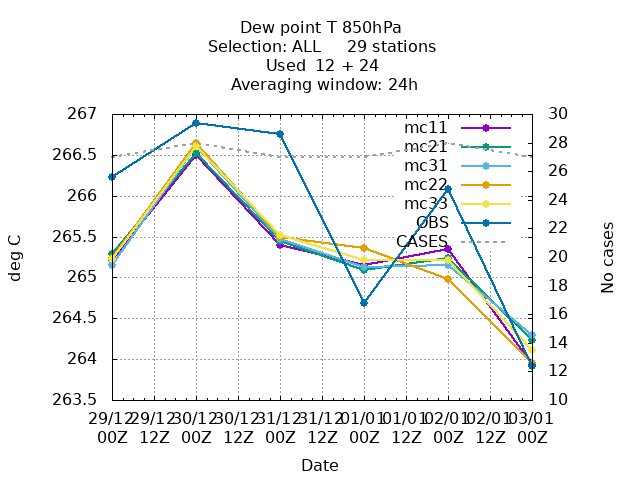 Dew point T 850hPa
Selection: ALL     29 stations
Used  12 + 24
Averaging window: 24h
267
266.5
266
265.5
265
264.5
264
263.5
deg C
30
28
26
24
22
20
18
16
14
12
10
No cases
mc11
mc21
mc31
mc22
mc33
OBS
CASES
29/12 29/12 30/12 30/12 31/12 31/12 01/01 01/01 02/01 02/01 03/01
00Z 12Z 00Z 12Z 00Z 12Z 00Z 12Z 00Z 12Z 00Z
Date